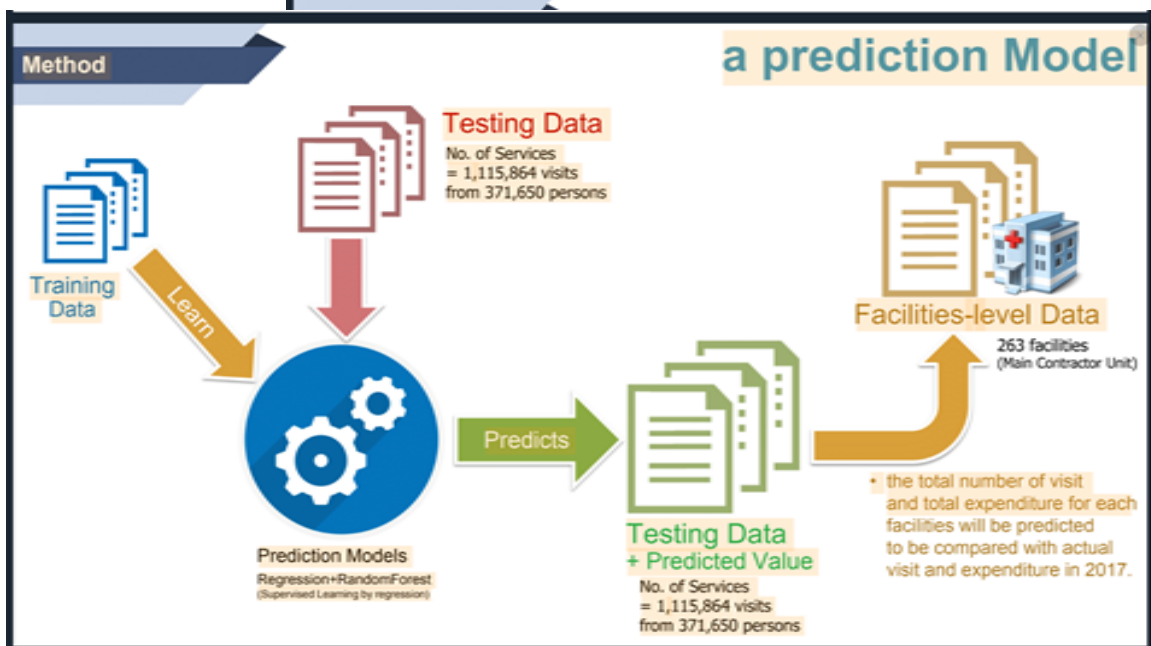 Method
a prediction Model
Testing Data
No. of Services
= 1,115,864 visits
from 371,650 persons
Training
Data
Learn
Facilities-level Data
263 facilities
(Main Contractor Unit)
Predicts
Prediction Models
Regression+RandomForest
(Supervised Learning by regression)
Testing Data
+ Predicted Value
No. of Services
= 1,115,864 visits
from 371,650 persons
• the total number of visit
and total expenditure for each
facilities will be predicted
to be compared with actual
visit and expenditure in 2017.